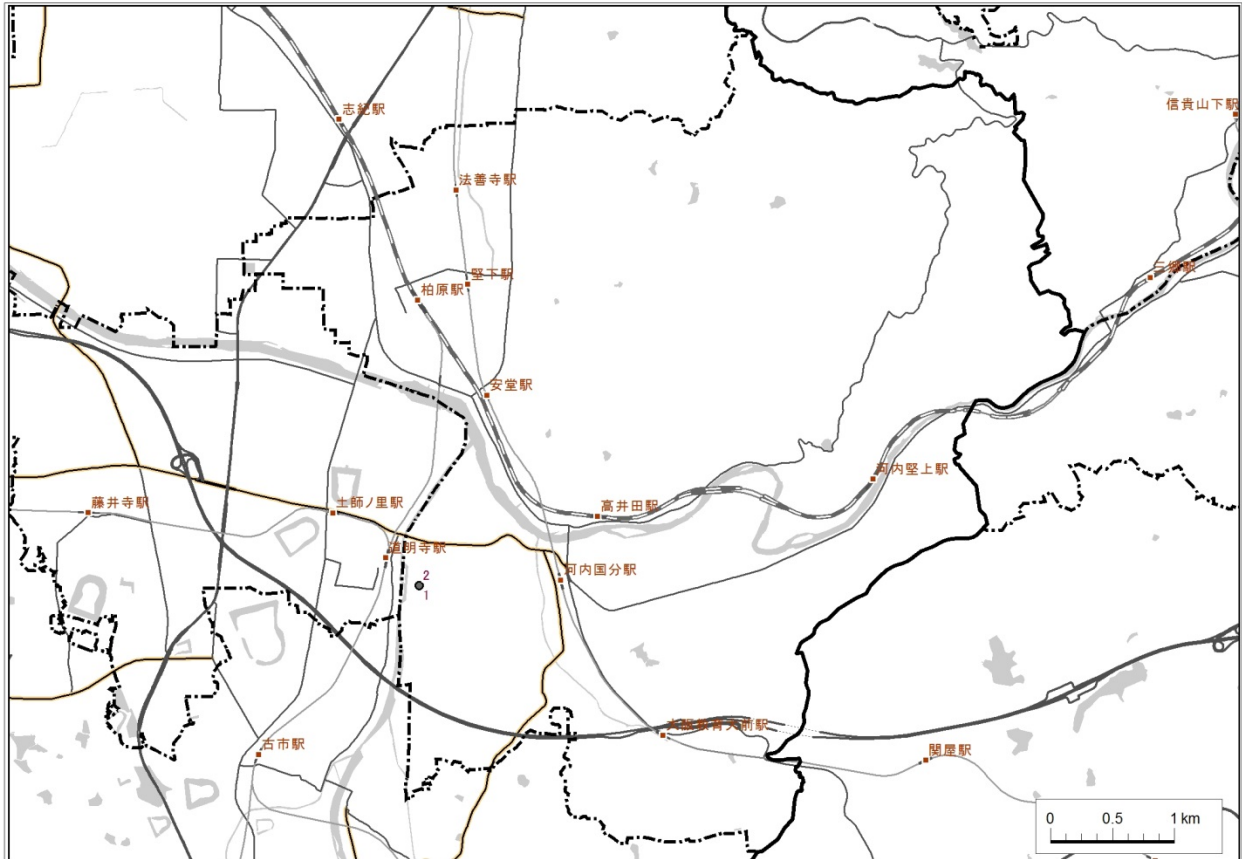 志紀駅
信貴山下駅
法善寺駅
堅下駅
三郷駅
柏原駅
安堂駅
河内堅上駅
藤井寺駅
土師ノ里駅
高井田駅
道明寺駅
河内国分駅
2
1
大阪教育大前駅
古市駅
関屋駅
0 0.5 1 km